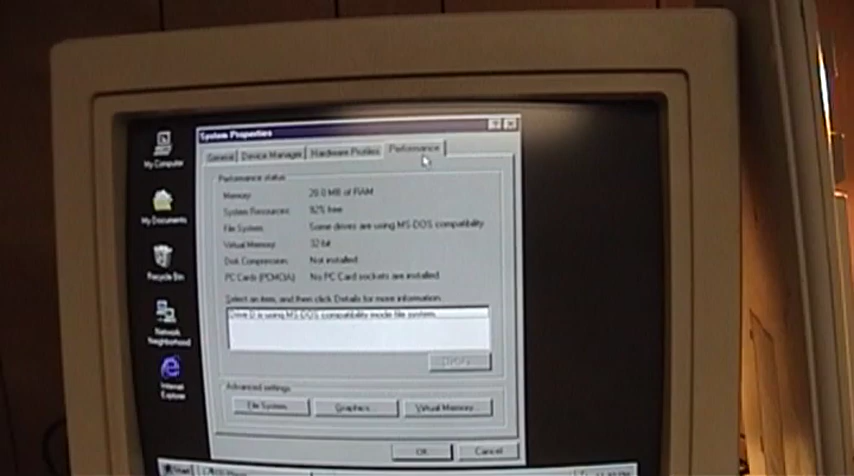 System Properties
General
Device Manager
Hardware Profiles
Performance
Performance status
Memory: 28.0 MB of RAM
System Resources: 92% free
File System: Some drives are using MS-DOS compatibility
Virtual Memory: 32-bit
Disk Compression: Not installed
PC Cards (PCMCIA): No PC Card sockets are installed.
Select an item, and then click Details for more information.
Drive D is using MS-DOS compatibility mode file system.
Details...
Advanced settings
File System...
Graphics...
Virtual Memory...
OK
Cancel
My Computer
My Documents
Recycle Bin
Network
Neighborhood
Internet
Explorer
Start